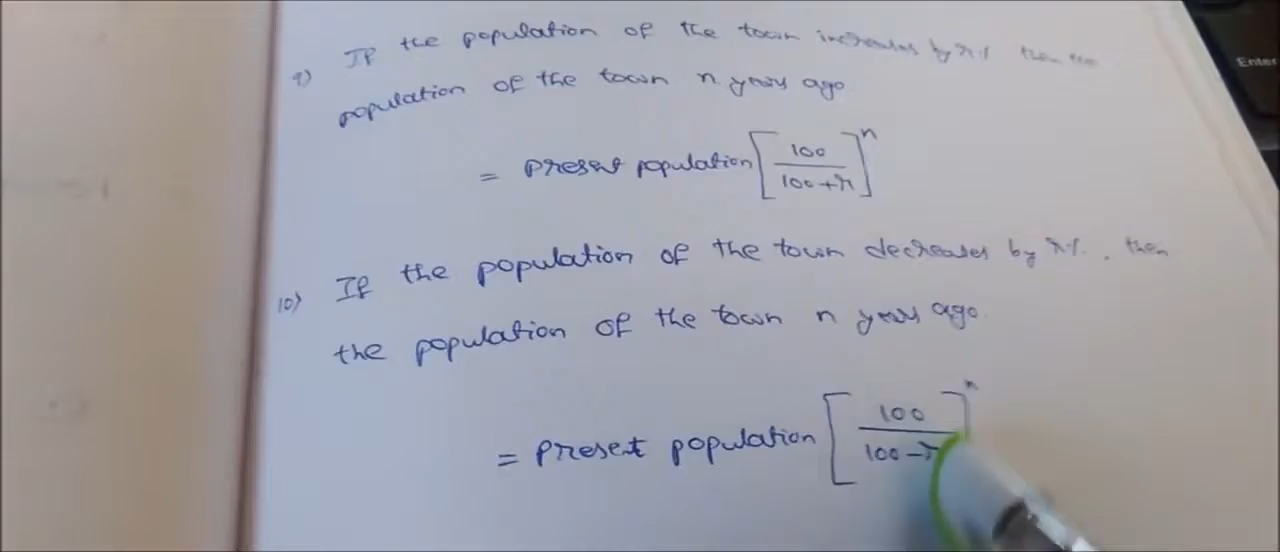 9) If the population of the town increases by r% then the
population of the town n years ago
= present population [100/100+r]^n
10) If the population of the town decreases by r%, then
the population of the town n years ago.
= present population [100/100-r]^n
Enter